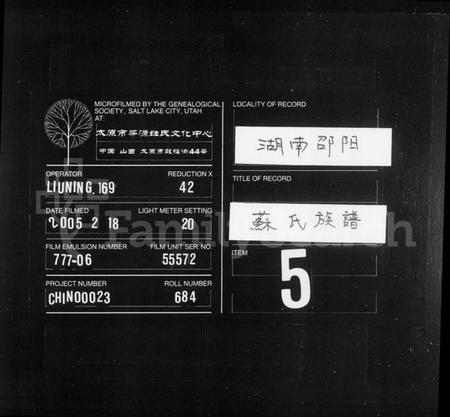 MICROFILMED BY THE GENEALOGICAL
SOCIETY, SALT LAKE CITY, UTAH
AT:
太原市尋源姓氏文化中心
中国 山西 太原市啟福街44号
OPERATOR REDUCTION X
LIUNING, 169 42
DATE FILMED LIGHT METER SETTING
2005 2 18 20
FILM EMULSION NUMBER FILM UNIT SER. NO.
777-06 55572
PROJECT NUMBER ROLL NUMBER
CHINO0023 684
LOCALITY OF RECORD
湖南邵阳
TITLE OF RECORD
蘇氏族譜
ITEM
5
FamilySearch